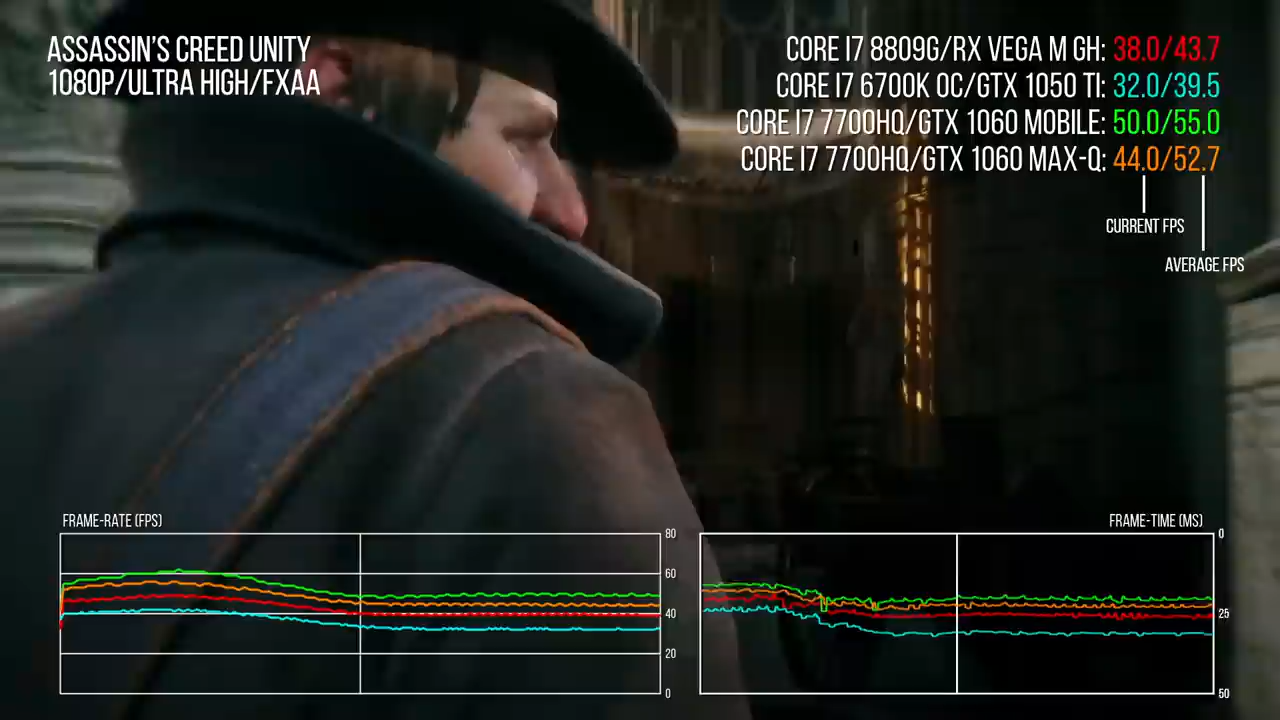 ASSASSIN'S CREED UNITY
1080P/ULTRA HIGH/FXAA
CORE I7 8809G/RX VEGA M GH: 38.0/43.7
CORE I7 6700K OC/GTX 1050 TI: 32.0/39.5
CORE I7 7700HQ/GTX 1060 MOBILE: 50.0/55.0
CORE I7 7700HQ/GTX 1060 MAX-Q: 44.0/52.7
CURRENT FPS
AVERAGE FPS
FRAME-RATE (FPS)
80
60
40
20
0
FRAME-TIME (MS)
0
25
50